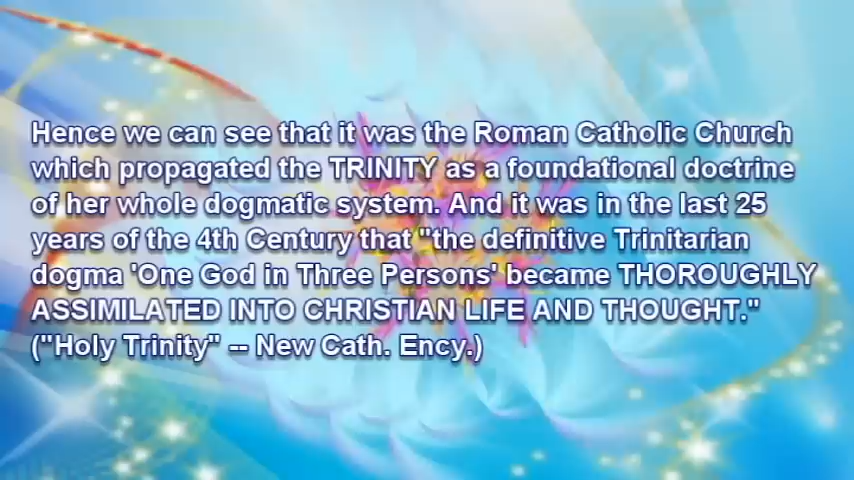 Hence we can see that it was the Roman Catholic Church
which propagated the TRINITY as a foundational doctrine
of her whole dogmatic system. And it was in the last 25
years of the 4th Century that "the definitive Trinitarian
dogma 'One God in Three Persons' became THOROUGHLY
ASSIMILATED INTO CHRISTIAN LIFE AND THOUGHT."
("Holy Trinity" -- New Cath. Ency.)